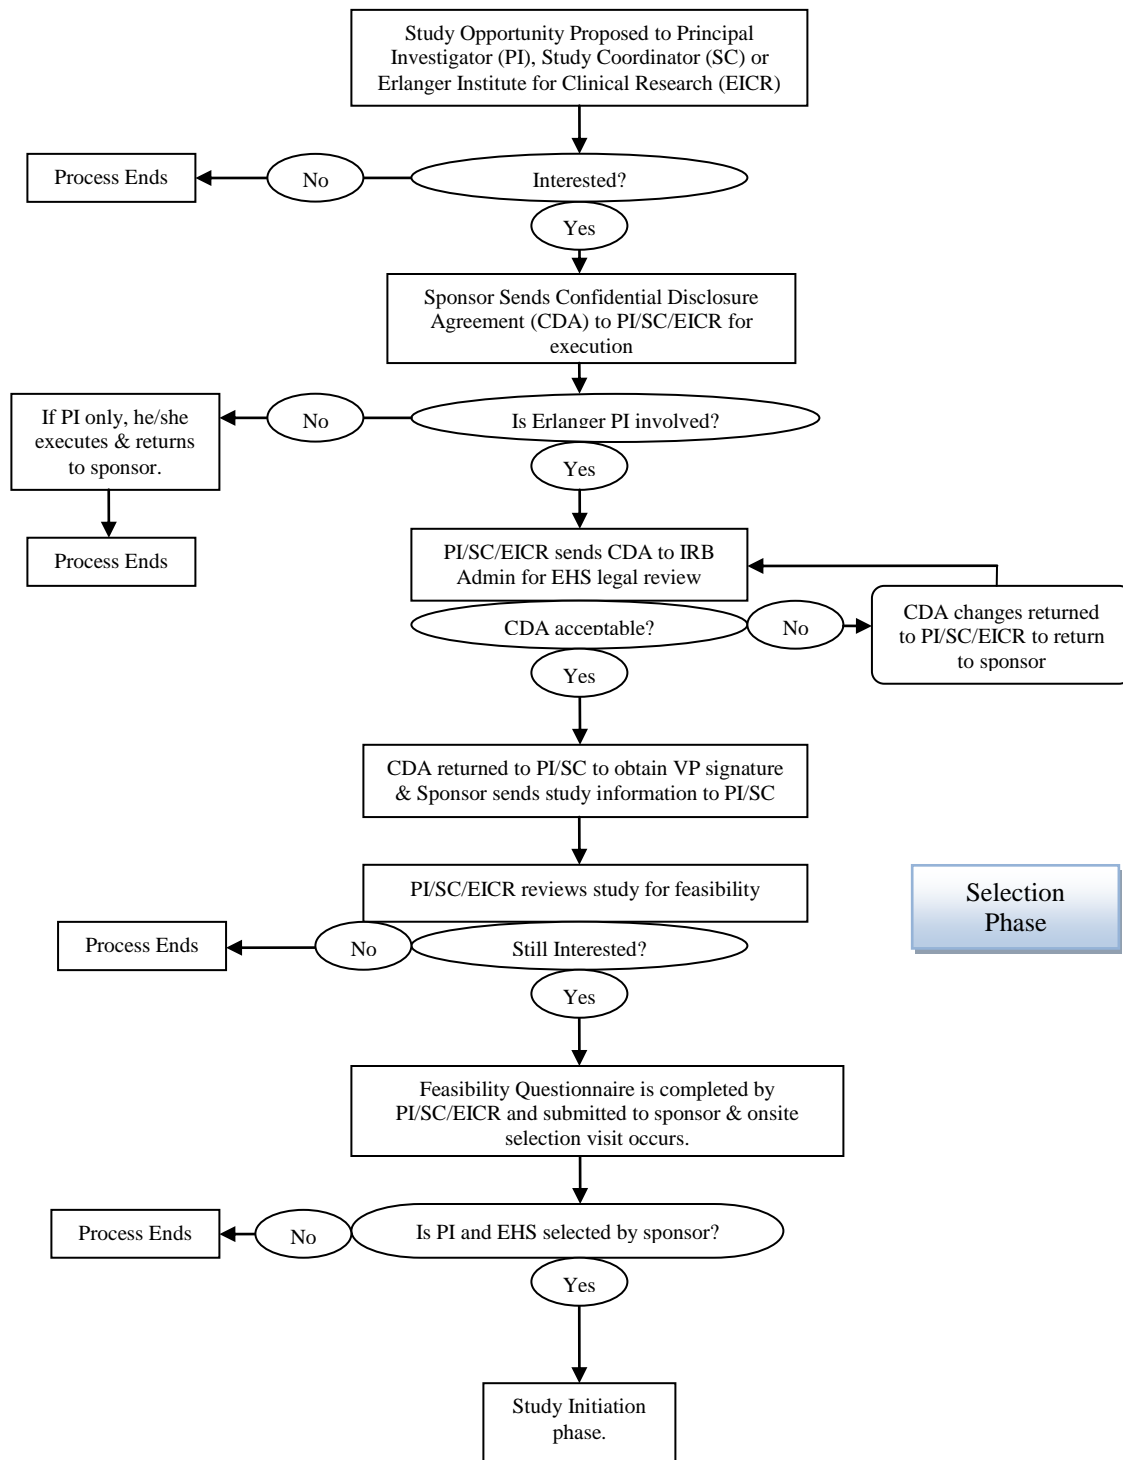 Study Opportunity Proposed to Principal
Investigator (PI), Study Coordinator (SC) or
Erlanger Institute for Clinical Research (EICR)
Process Ends
No
Interested?
Yes
Sponsor Sends Confidential Disclosure
Agreement (CDA) to PI/SC/EICR for
execution
If PI only, he/she
executes & returns
to sponsor.
No
Is Erlanger PI involved?
Yes
Process Ends
PI/SC/EICR sends CDA to IRB
Admin for EHS legal review
CDA acceptable?
No
CDA changes returned
to PI/SC/EICR to return
to sponsor
Yes
CDA returned to PI/SC to obtain VP signature
& Sponsor sends study information to PI/SC
PI/SC/EICR reviews study for feasibility
Selection
Phase
Process Ends
No
Still Interested?
Yes
Feasibility Questionnaire is completed by
PI/SC/EICR and submitted to sponsor & onsite
selection visit occurs.
Process Ends
No
Is PI and EHS selected by sponsor?
Yes
Study Initiation
phase.